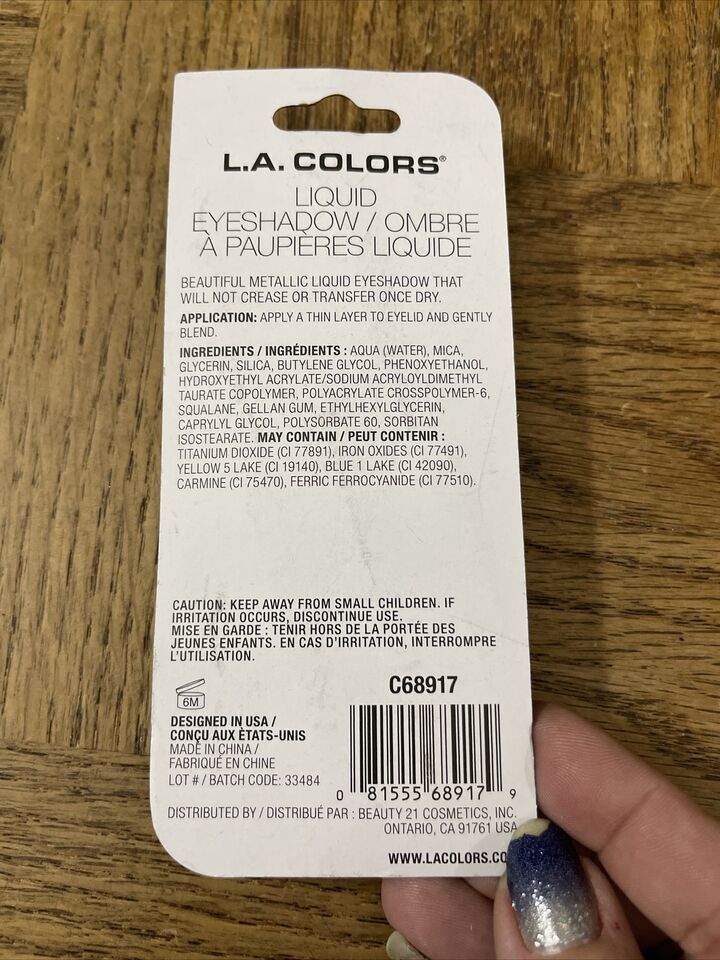 L.A. COLORS®
LIQUID
EYESHADOW / OMBRE
À PAUPIÈRES LIQUIDE
BEAUTIFUL METALLIC LIQUID EYESHADOW THAT
WILL NOT CREASE OR TRANSFER ONCE DRY.
APPLICATION: APPLY A THIN LAYER TO EYELID AND GENTLY
BLEND.
INGREDIENTS / INGRÉDIENTS : AQUA (WATER), MICA,
GLYCERIN, SILICA, BUTYLENE GLYCOL, PHENOXYETHANOL,
HYDROXYETHYL ACRYLATE/SODIUM ACRYLOYLDIMETHYL
TAURATE COPOLYMER, POLYACRYLATE CROSSPOLYMER-6,
SQUALANE, GELLAN GUM, ETHYLHEXYLGLYCERIN,
CAPRYLYL GLYCOL, POLYSORBATE 60, SORBITAN
ISOSTEARATE. MAY CONTAIN / PEUT CONTENIR :
TITANIUM DIOXIDE (CI 77891), IRON OXIDES (CI 77491),
YELLOW 5 LAKE (CI 19140), BLUE 1 LAKE (CI 42090),
CARMINE (CI 75470), FERRIC FERROCYANIDE (CI 77510).
CAUTION: KEEP AWAY FROM SMALL CHILDREN. IF
IRRITATION OCCURS, DISCONTINUE USE.
MISE EN GARDE : TENIR HORS DE LA PORTÉE DES
JEUNES ENFANTS. EN CAS D'IRRITATION, INTERROMPRE
L'UTILISATION.
C68917
6M
DESIGNED IN USA /
CONÇU AUX ÈTATS-UNIS
MADE IN CHINA /
FABRIQUÉ EN CHINE
LOT # / BATCH CODE: 33484
0 81555 68917 9
DISTRIBUTED BY / DISTRIBUÉ PAR : BEAUTY 21 COSMETICS, INC.
ONTARIO, CA 91761 USA
WWW.LACOLORS.CO